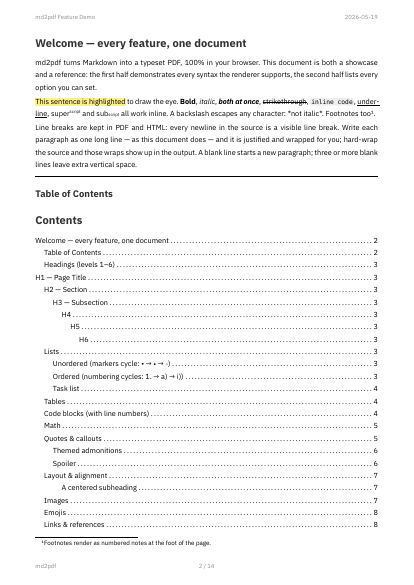 md2pdf Feature Demo 2026-05-19
Welcome — every feature, one document
md2pdf turns Markdown into a typeset PDF, 100% in your browser. This document is both a showcase
and a reference: the first half demonstrates every syntax the renderer supports, the second half lists every
option you can set.
This sentence is highlighted to draw the eye. Bold, italic, both at once, strikethrough, inline code, under-
line, superscript and subscript all work inline. A backslash escapes any character: *not italic*. Footnotes too¹.
Line breaks are kept in PDF and HTML: every newline in the source is a visible line break. Write each
paragraph as one long line — as this document does — and it is justified and wrapped for you; hard-wrap
the source and those wraps show up in the output. A blank line starts a new paragraph; three or more blank
lines leave extra vertical space.
Table of Contents
Contents
Welcome — every feature, one document 2
Table of Contents 2
Headings (levels 1–6) 3
H1 — Page Title 3
H2 — Section 3
H3 — Subsection 3
H4 3
H5 3
H6 3
Lists 3
Unordered (markers cycle: • → ‣ → ◦) 3
Ordered (numbering cycles: 1. → a) → i)) 3
Task list 4
Tables 4
Code blocks (with line numbers) 4
Math 5
Quotes & callouts 5
Themed admonitions 6
Spoiler 6
Layout & alignment 7
A centered subheading 7
Images 7
Emojis 8
Links & references 8
¹Footnotes render as numbered notes at the foot of the page.
md2pdf 2 / 14